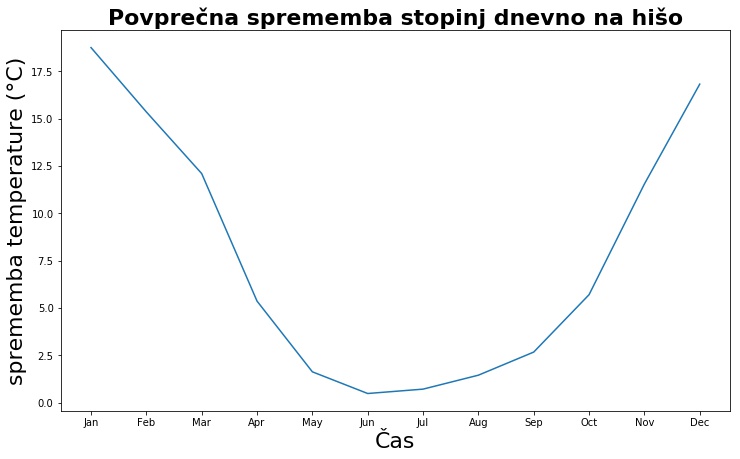 Povprečna sprememba stopinj dnevno na hišo
sprememba temperature (°C)
17.5
15.0
12.5
10.0
7.5
5.0
2.5
0.0
Jan Feb Mar Apr May Jun Jul Aug Sep Oct Nov Dec
Čas